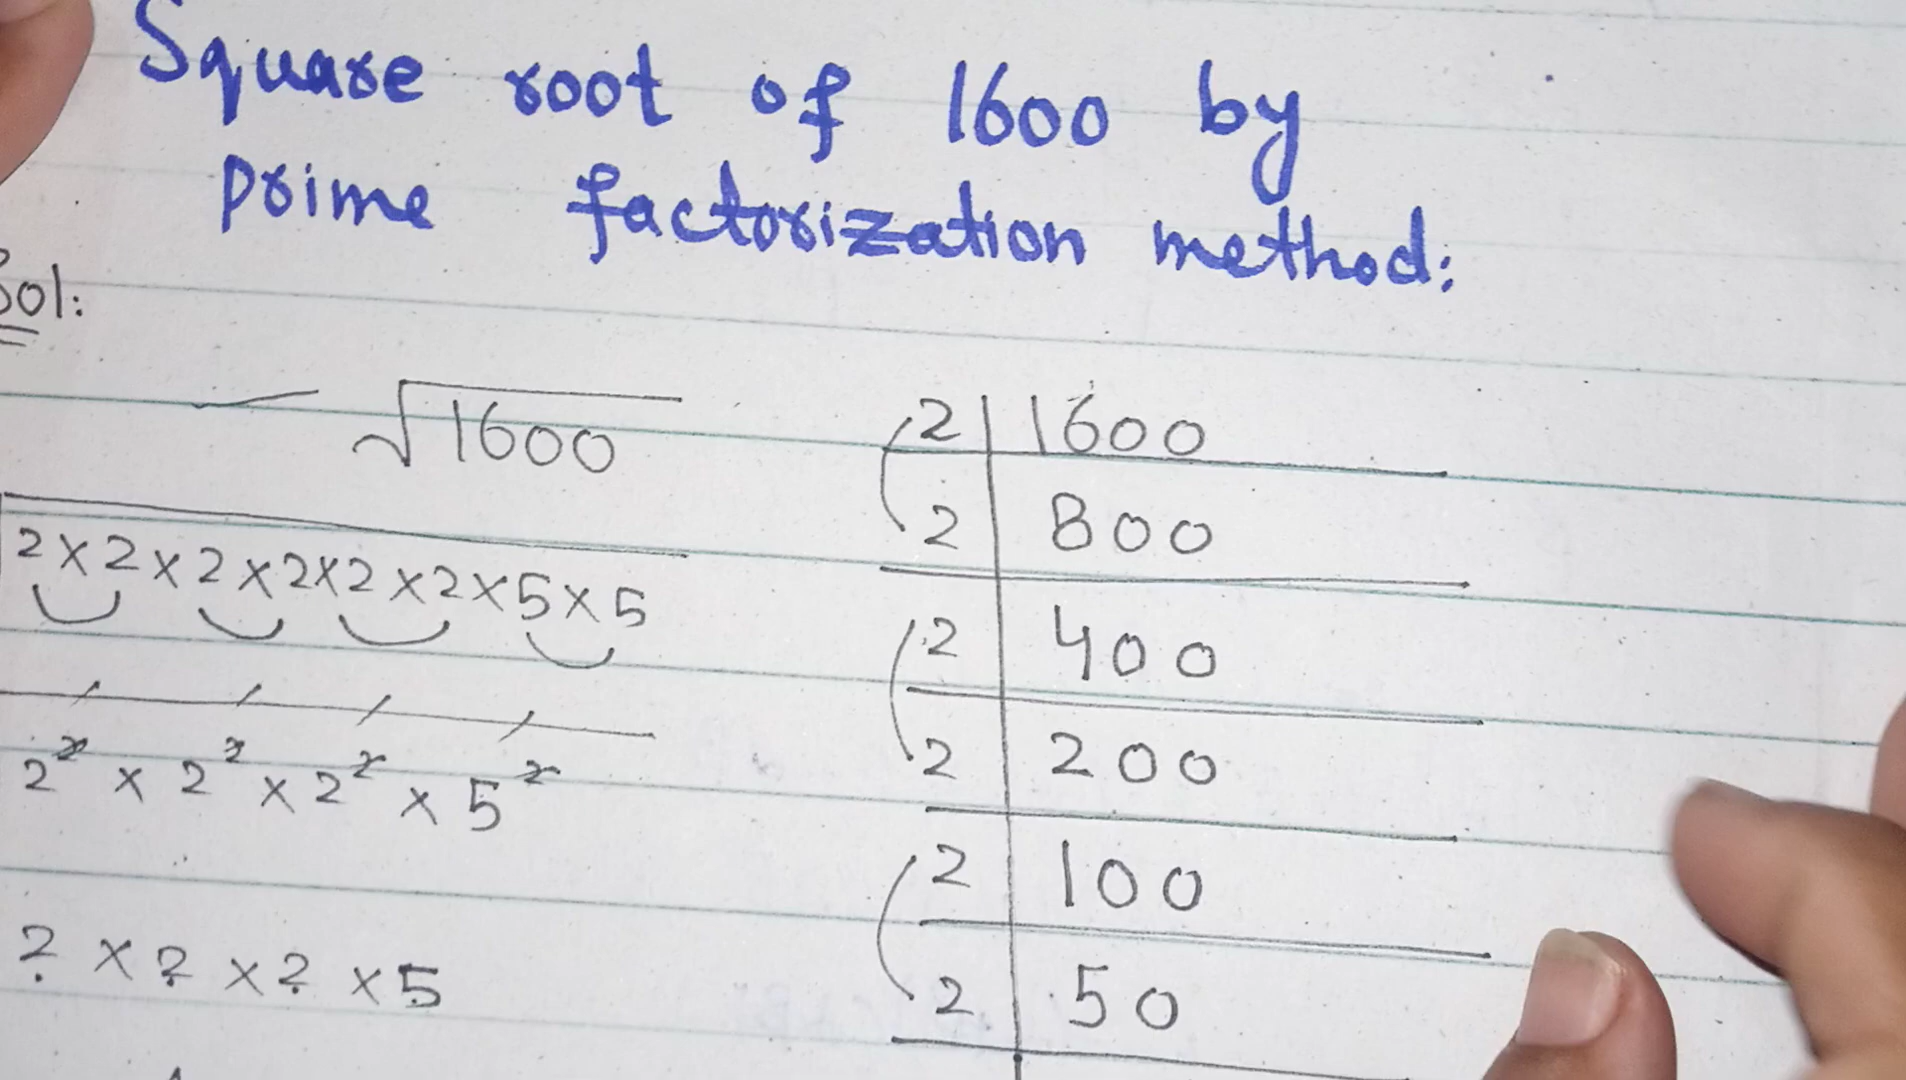 Square root of 1600 by
prime factorization method:
Sol:
√1600
2×2×2×2×2×2×5×5
2² × 2² × 2² × 5²
2 × 2 × 2 × 5
2 | 1600
2 | 800
2 | 400
2 | 200
2 | 100
2 | 50